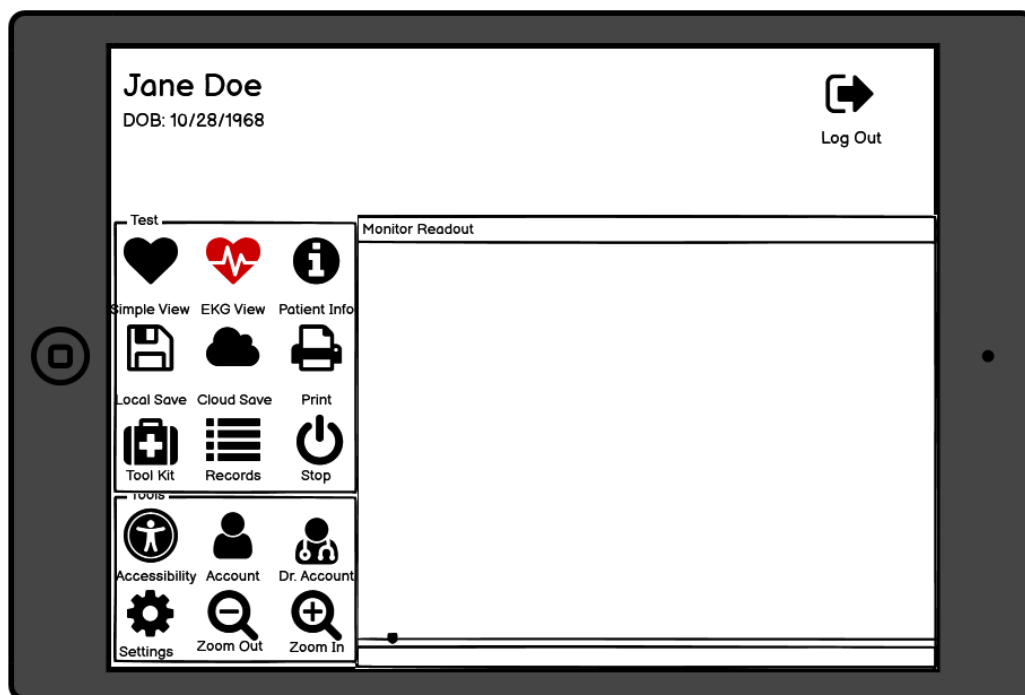 Jane Doe
DOB: 10/28/1968
Log Out
Test
Monitor Readout
Simple View EKG View Patient Info
Local Save Cloud Save Print
Tool Kit Records Stop
Tools
Accessibility Account Dr. Account
Settings Zoom Out Zoom In